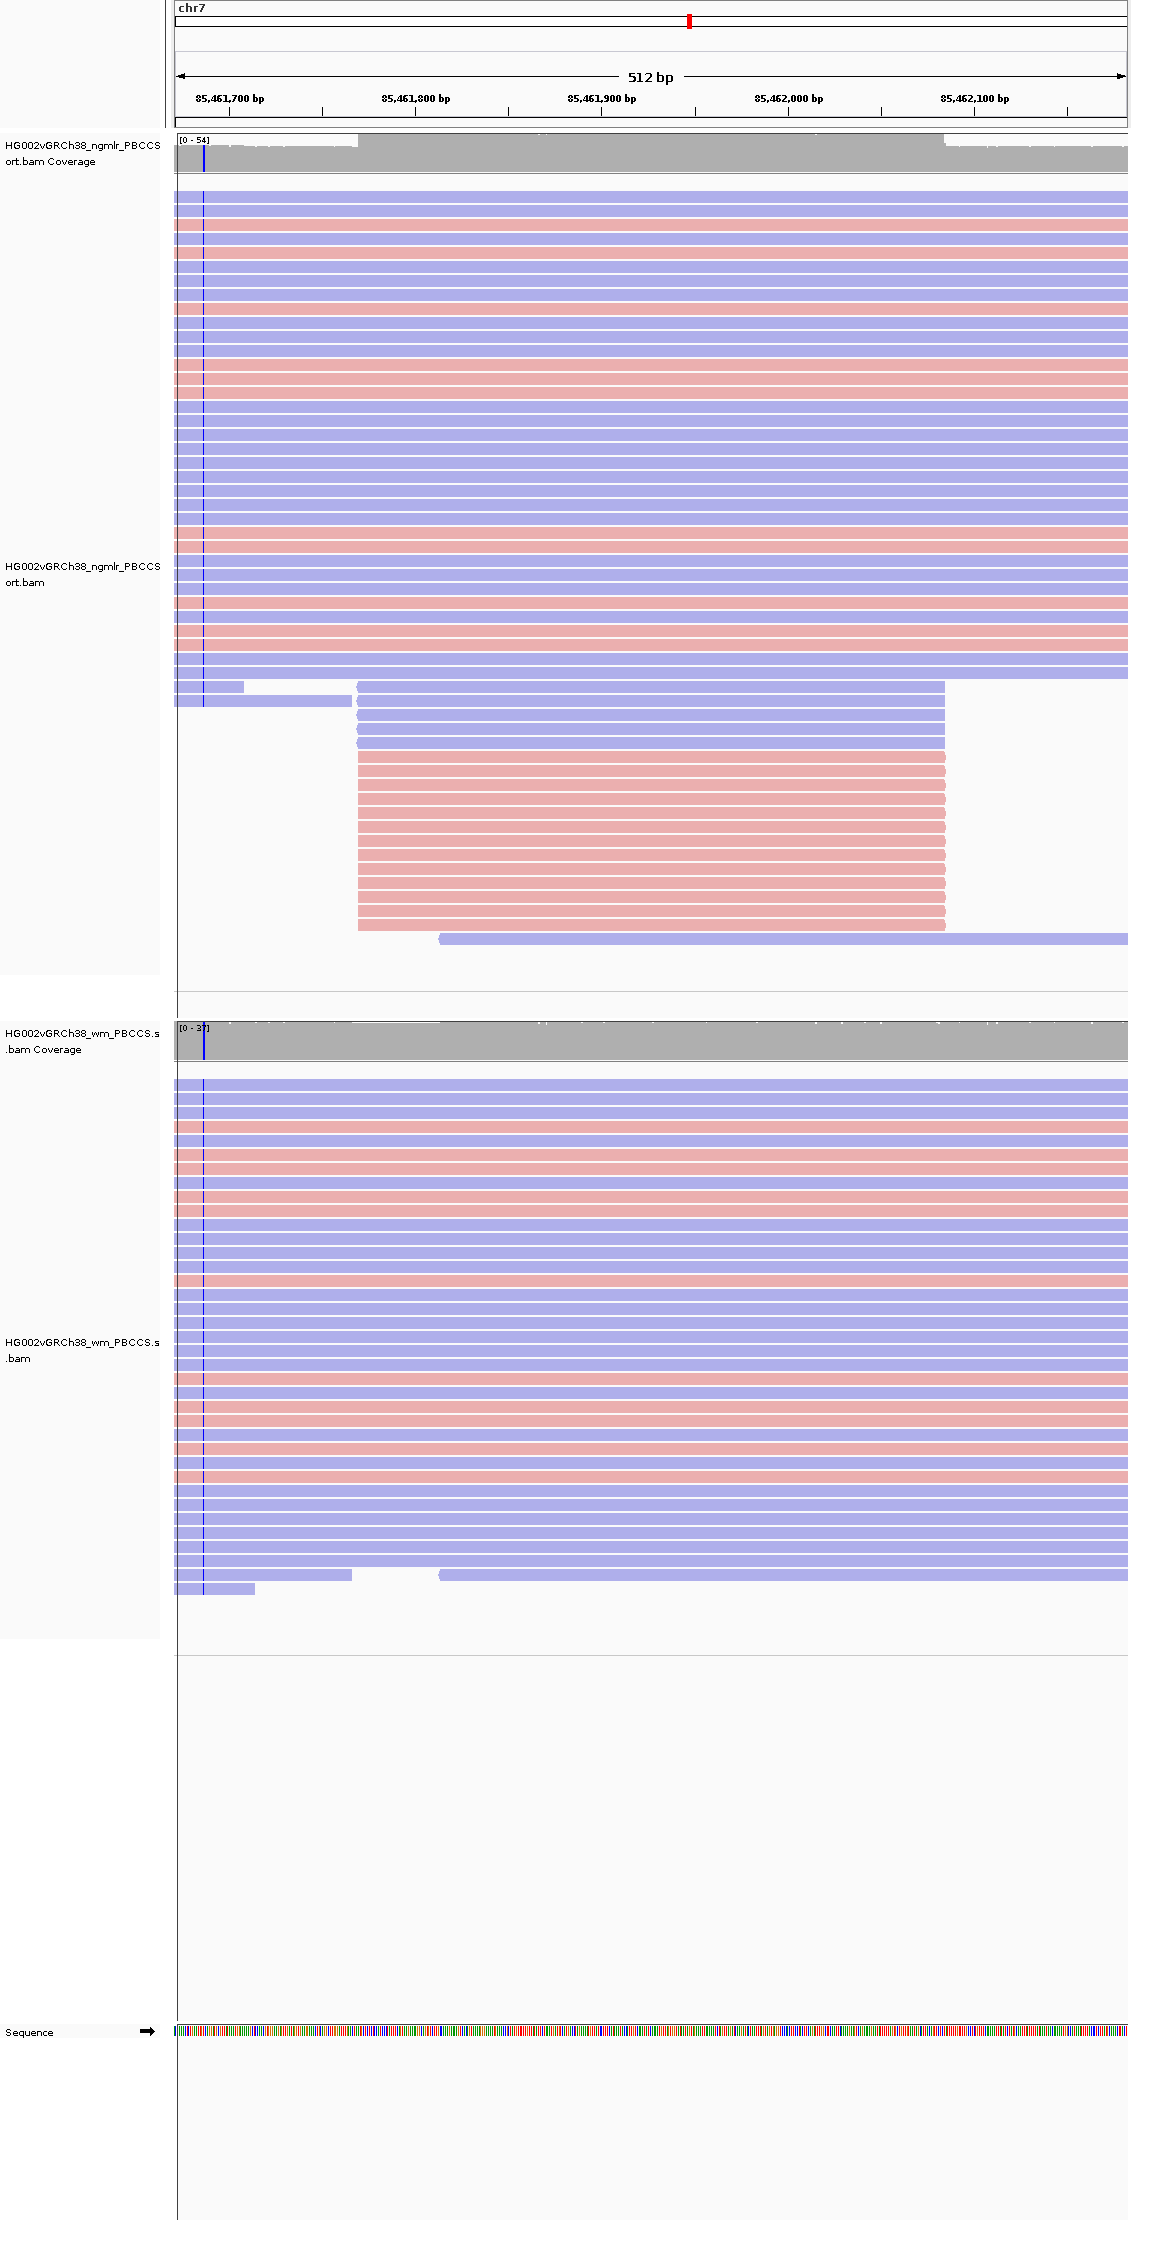 chr7
512 bp
85,461,700 bp 85,461,800 bp 85,461,900 bp 85,462,000 bp 85,462,100 bp
HG002vGRCh38_ngmlr_PBCCS
ort.bam Coverage
[0 - 54]
HG002vGRCh38_ngmlr_PBCCS
ort.bam
HG002vGRCh38_wm_PBCCS.s
.bam Coverage
[0 - 37]
HG002vGRCh38_wm_PBCCS.s
.bam
Sequence